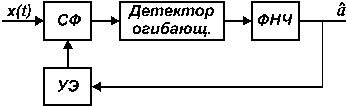 x(t)
СФ
Детектор
огибающ.
ФНЧ
â
УЭ